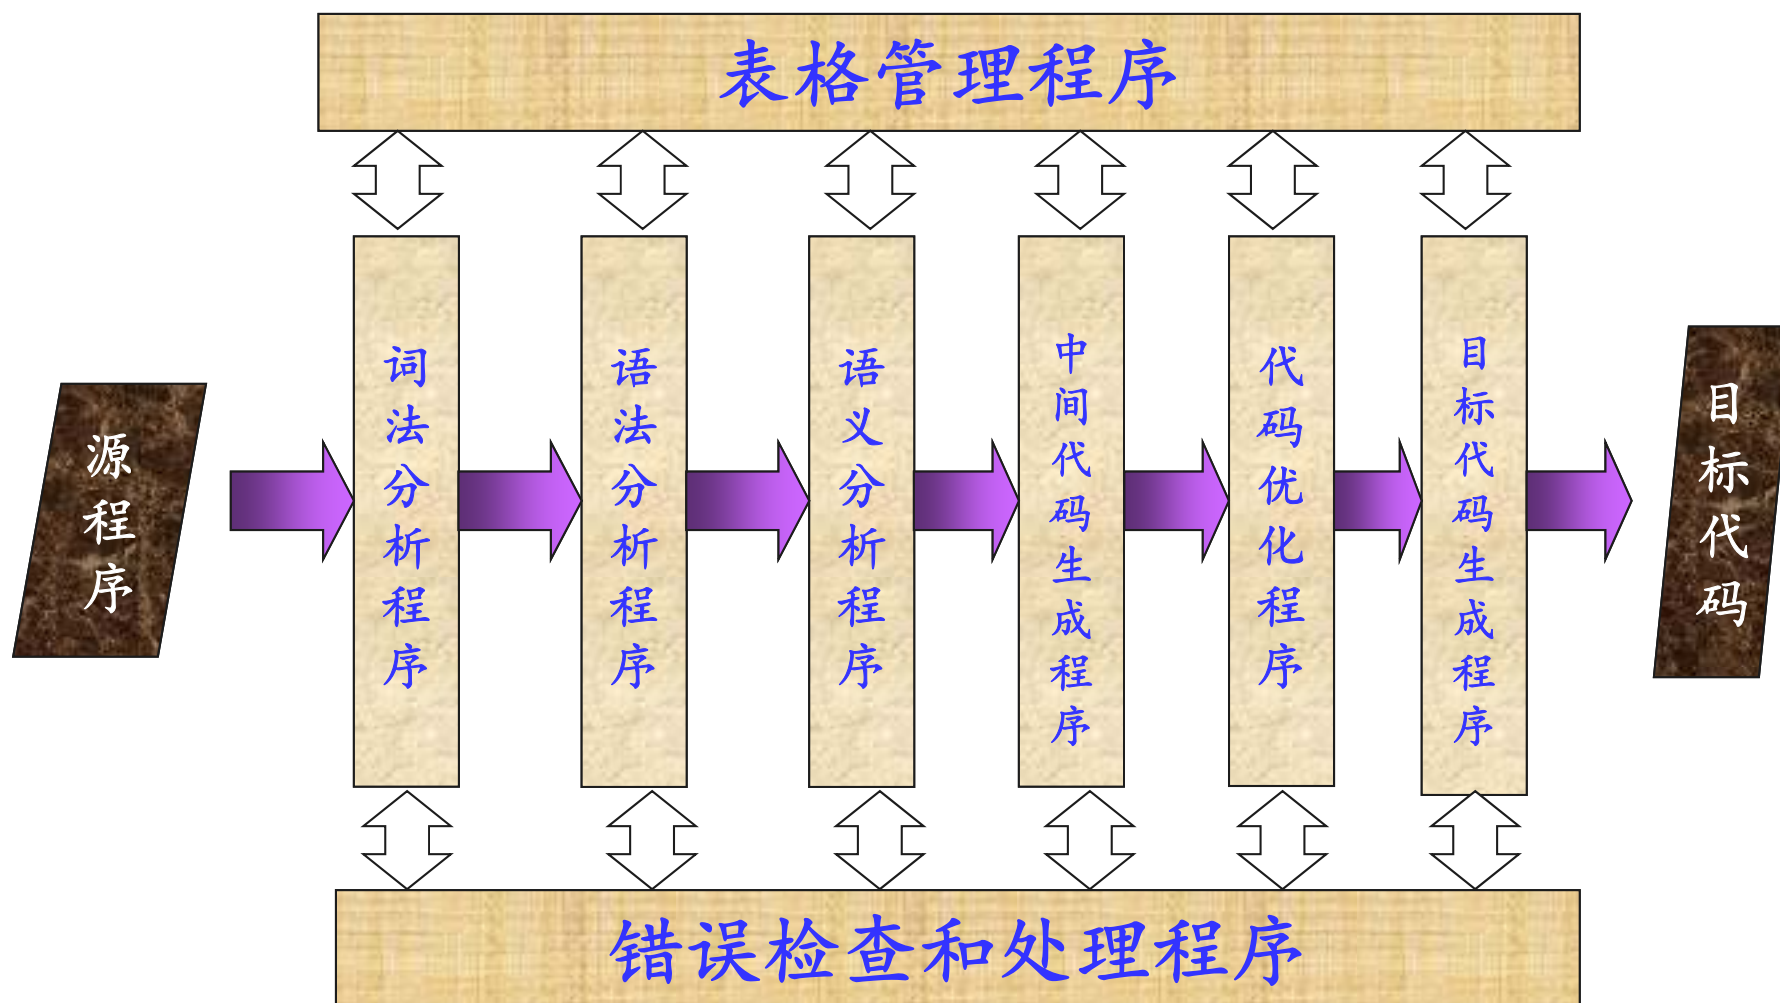 表格管理程序
源程序
词法分析程序
语法分析程序
语义分析程序
中间代码生成程序
代码优化程序
目标代码生成程序
目标代码
错误检查和处理程序